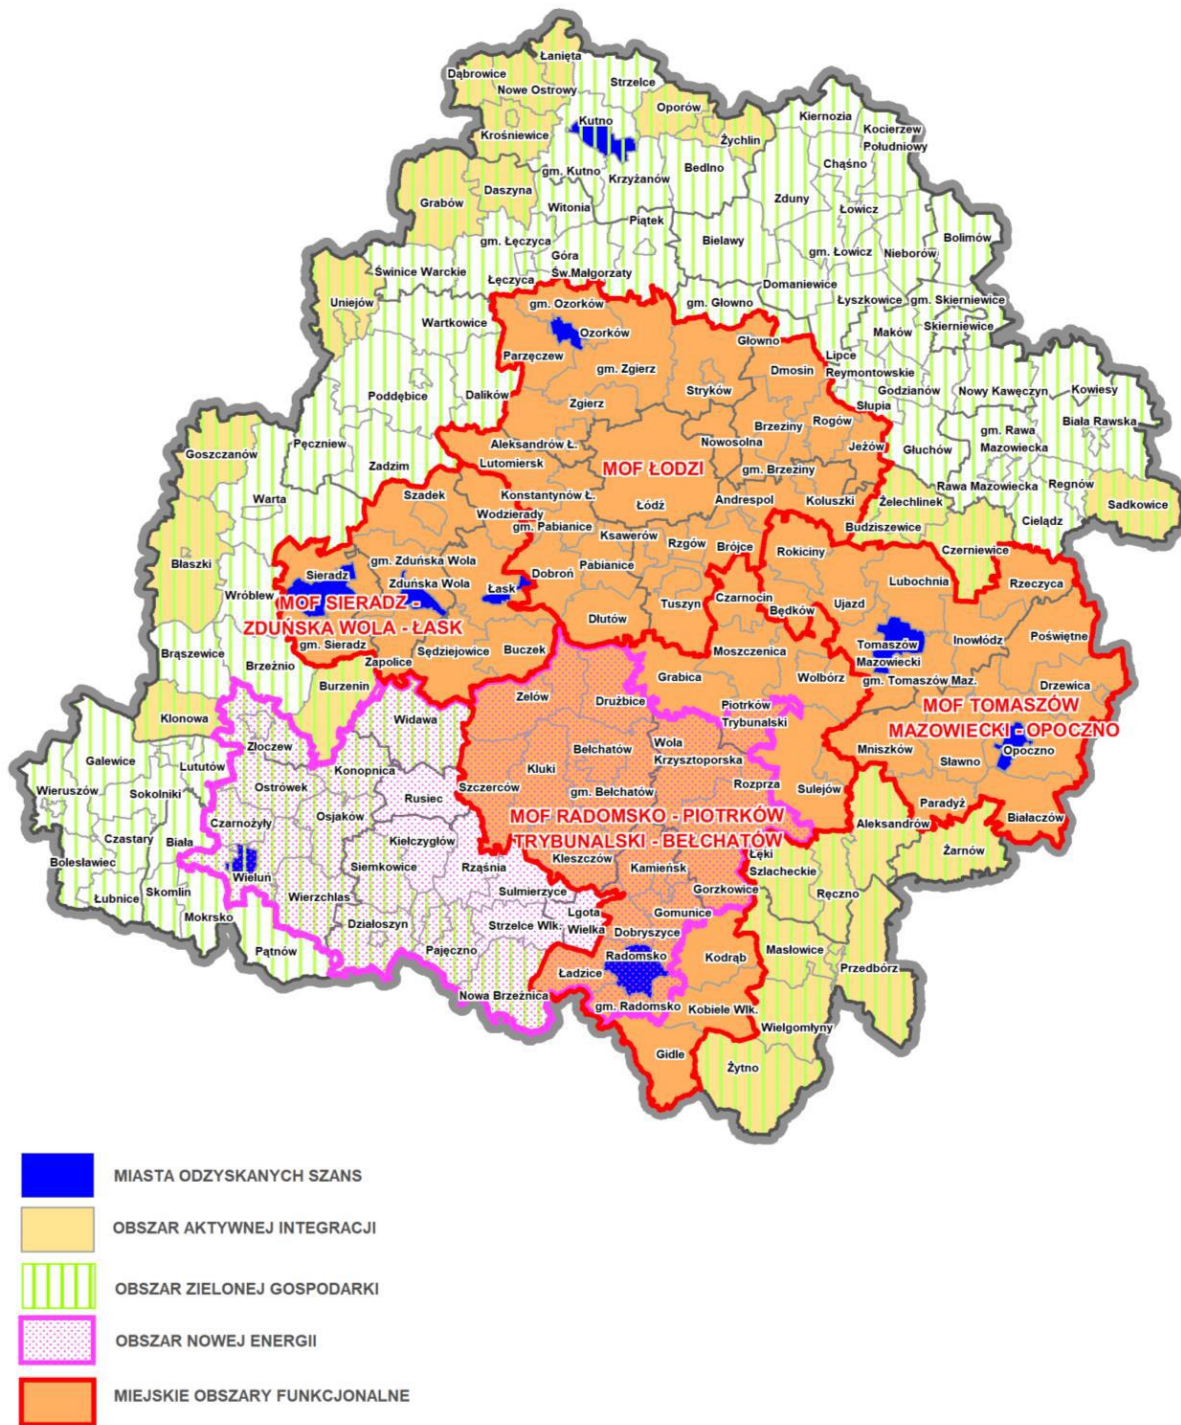 Łanięta
Dąbrowice
Strzelce
Nowe Ostrowy
Oporów
Kutno
Kiernozia
Kocierzew
Południowy
Krośniewice
Żychlin
Chąśno
Bedlno
gm. Kutno
Krzyżanów
Daszyna
Grabów
Zduny
Witonia
Łowicz
Piątek
Bolimów
gm. Łęczyca
Bielawy
gm. Łowicz
Nieborów
Góra
Św.Małgorzaty
Świnice Warckie
Łęczyca
Domaniewice
Uniejów
gm. Ozorków
gm. Głowno
Łyszkowice
gm. Skierniewice
Wartkowice
Ozorków
Skierniewice
Maków
Głowno
Parzęczew
Lipce
Reymontowskie
gm. Zgierz
Dmosin
Stryków
Godzianów
Nowy Kawęczyn
Kowiesy
Poddębice
Dalików
Zgierz
Słupia
Rogów
Biała Rawska
Brzeziny
gm. Rawa
Mazowiecka
Pęczniew
Aleksandrów Ł.
Nowosolna
Jeżów
Głuchów
Goszczanów
Zadzim
Lutomiersk
MOF ŁODZI
gm. Brzeziny
Rawa Mazowiecka
Regnów
Szadek
Konstantynów Ł.
Andrespol
Koluszki
Żelechlinek
Sadkowice
Warta
Łódź
Wodzierady
gm. Pabianice
Budziszewice
Cielądz
Ksawerów
Rzgów
Brójce
Rokiciny
Czerniewice
Błaszki
gm. Zduńska Wola
Pabianice
Sieradz
Zduńska Wola
Dobroń
Lubochnia
Rzeczyca
Łask
Wróblew
Czarnocin
MOF SIERADZ -
ZDUŃSKA WOLA - ŁASK
Tuszyn
Będków
Ujazd
Dłutów
gm. Sieradz
Tomaszów
Mazowiecki
Inowłódz
Poświętne
Buczek
Sędziejowice
Moszczenica
Brąszewice
Brzeźnio
Zapolice
Wolbórz
gm. Tomaszów Maz.
Grabica
Drzewica
Burzenin
Zelów
Drużbice
Piotrków
Trybunalski
MOF TOMASZÓW
MAZOWIECKI - OPOCZNO
Klonowa
Widawa
Złoczew
Bełchatów
Wola
Krzysztoporska
Mniszków
Opoczno
Galewice
Lututów
Konopnica
Kluki
Sławno
Wieruszów
Sokolniki
Ostrówek
Rusiec
Szczerców
gm. Bełchatów
Rozprza
Sulejów
Paradyż
Białaczów
Czarnożyły
Osjaków
MOF RADOMSKO - PIOTRKÓW
TRYBUNALSKI - BEŁCHATÓW
Aleksandrów
Czastary
Biała
Kiełczygłów
Bolesławiec
Kleszczów
Łęki
Szlacheckie
Żarnów
Siemkowice
Rząśnia
Kamieńsk
Wieluń
Ręczno
Skomlin
Łubnice
Wierzchlas
Sulmierzyce
Gorzkowice
Mokrsko
Działoszyn
Strzelce Wlk.
Lgota
Wielka
Gomunice
Dobryszyce
Pątnów
Pajęczno
Radomsko
Kodrąb
Masłowice
Przedbórz
Ładzice
Nowa Brzeźnica
gm. Radomsko
Kobiele Wlk.
Wielgomłyny
Gidle
Żytno
MIASTA ODZYSKANYCH SZANS
OBSZAR AKTYWNEJ INTEGRACJI
OBSZAR ZIELONEJ GOSPODARKI
OBSZAR NOWEJ ENERGII
MIEJSKIE OBSZARY FUNKCJONALNE